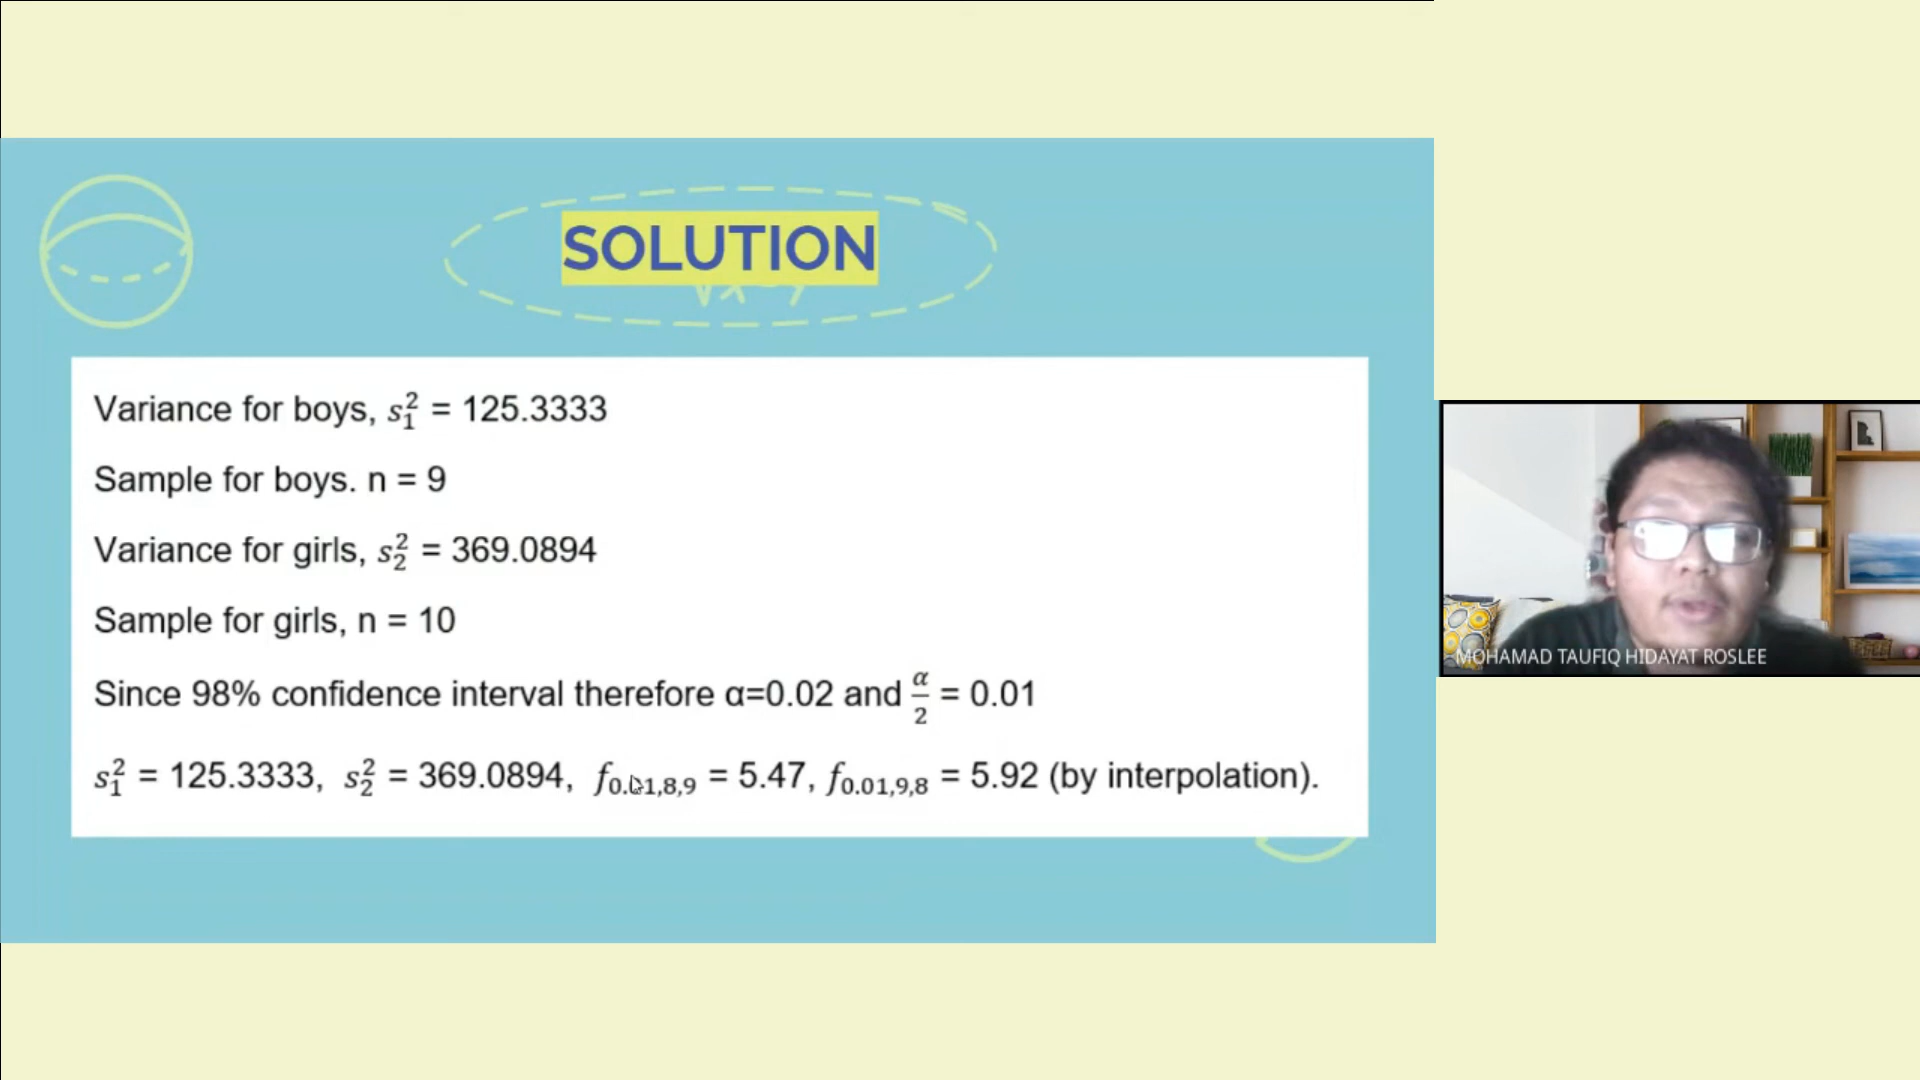 SOLUTION
Variance for boys, s₁² = 125.3333
Sample for boys. n = 9
Variance for girls, s₂² = 369.0894
Sample for girls, n = 10
Since 98% confidence interval therefore α=0.02 and α/2 = 0.01
s₁² = 125.3333, s₂² = 369.0894, f₀.₀₁,₈,₉ = 5.47, f₀.₀₁,₉,₈ = 5.92 (by interpolation).
MOHAMAD TAUFIQ HIDAYAT ROSLEE